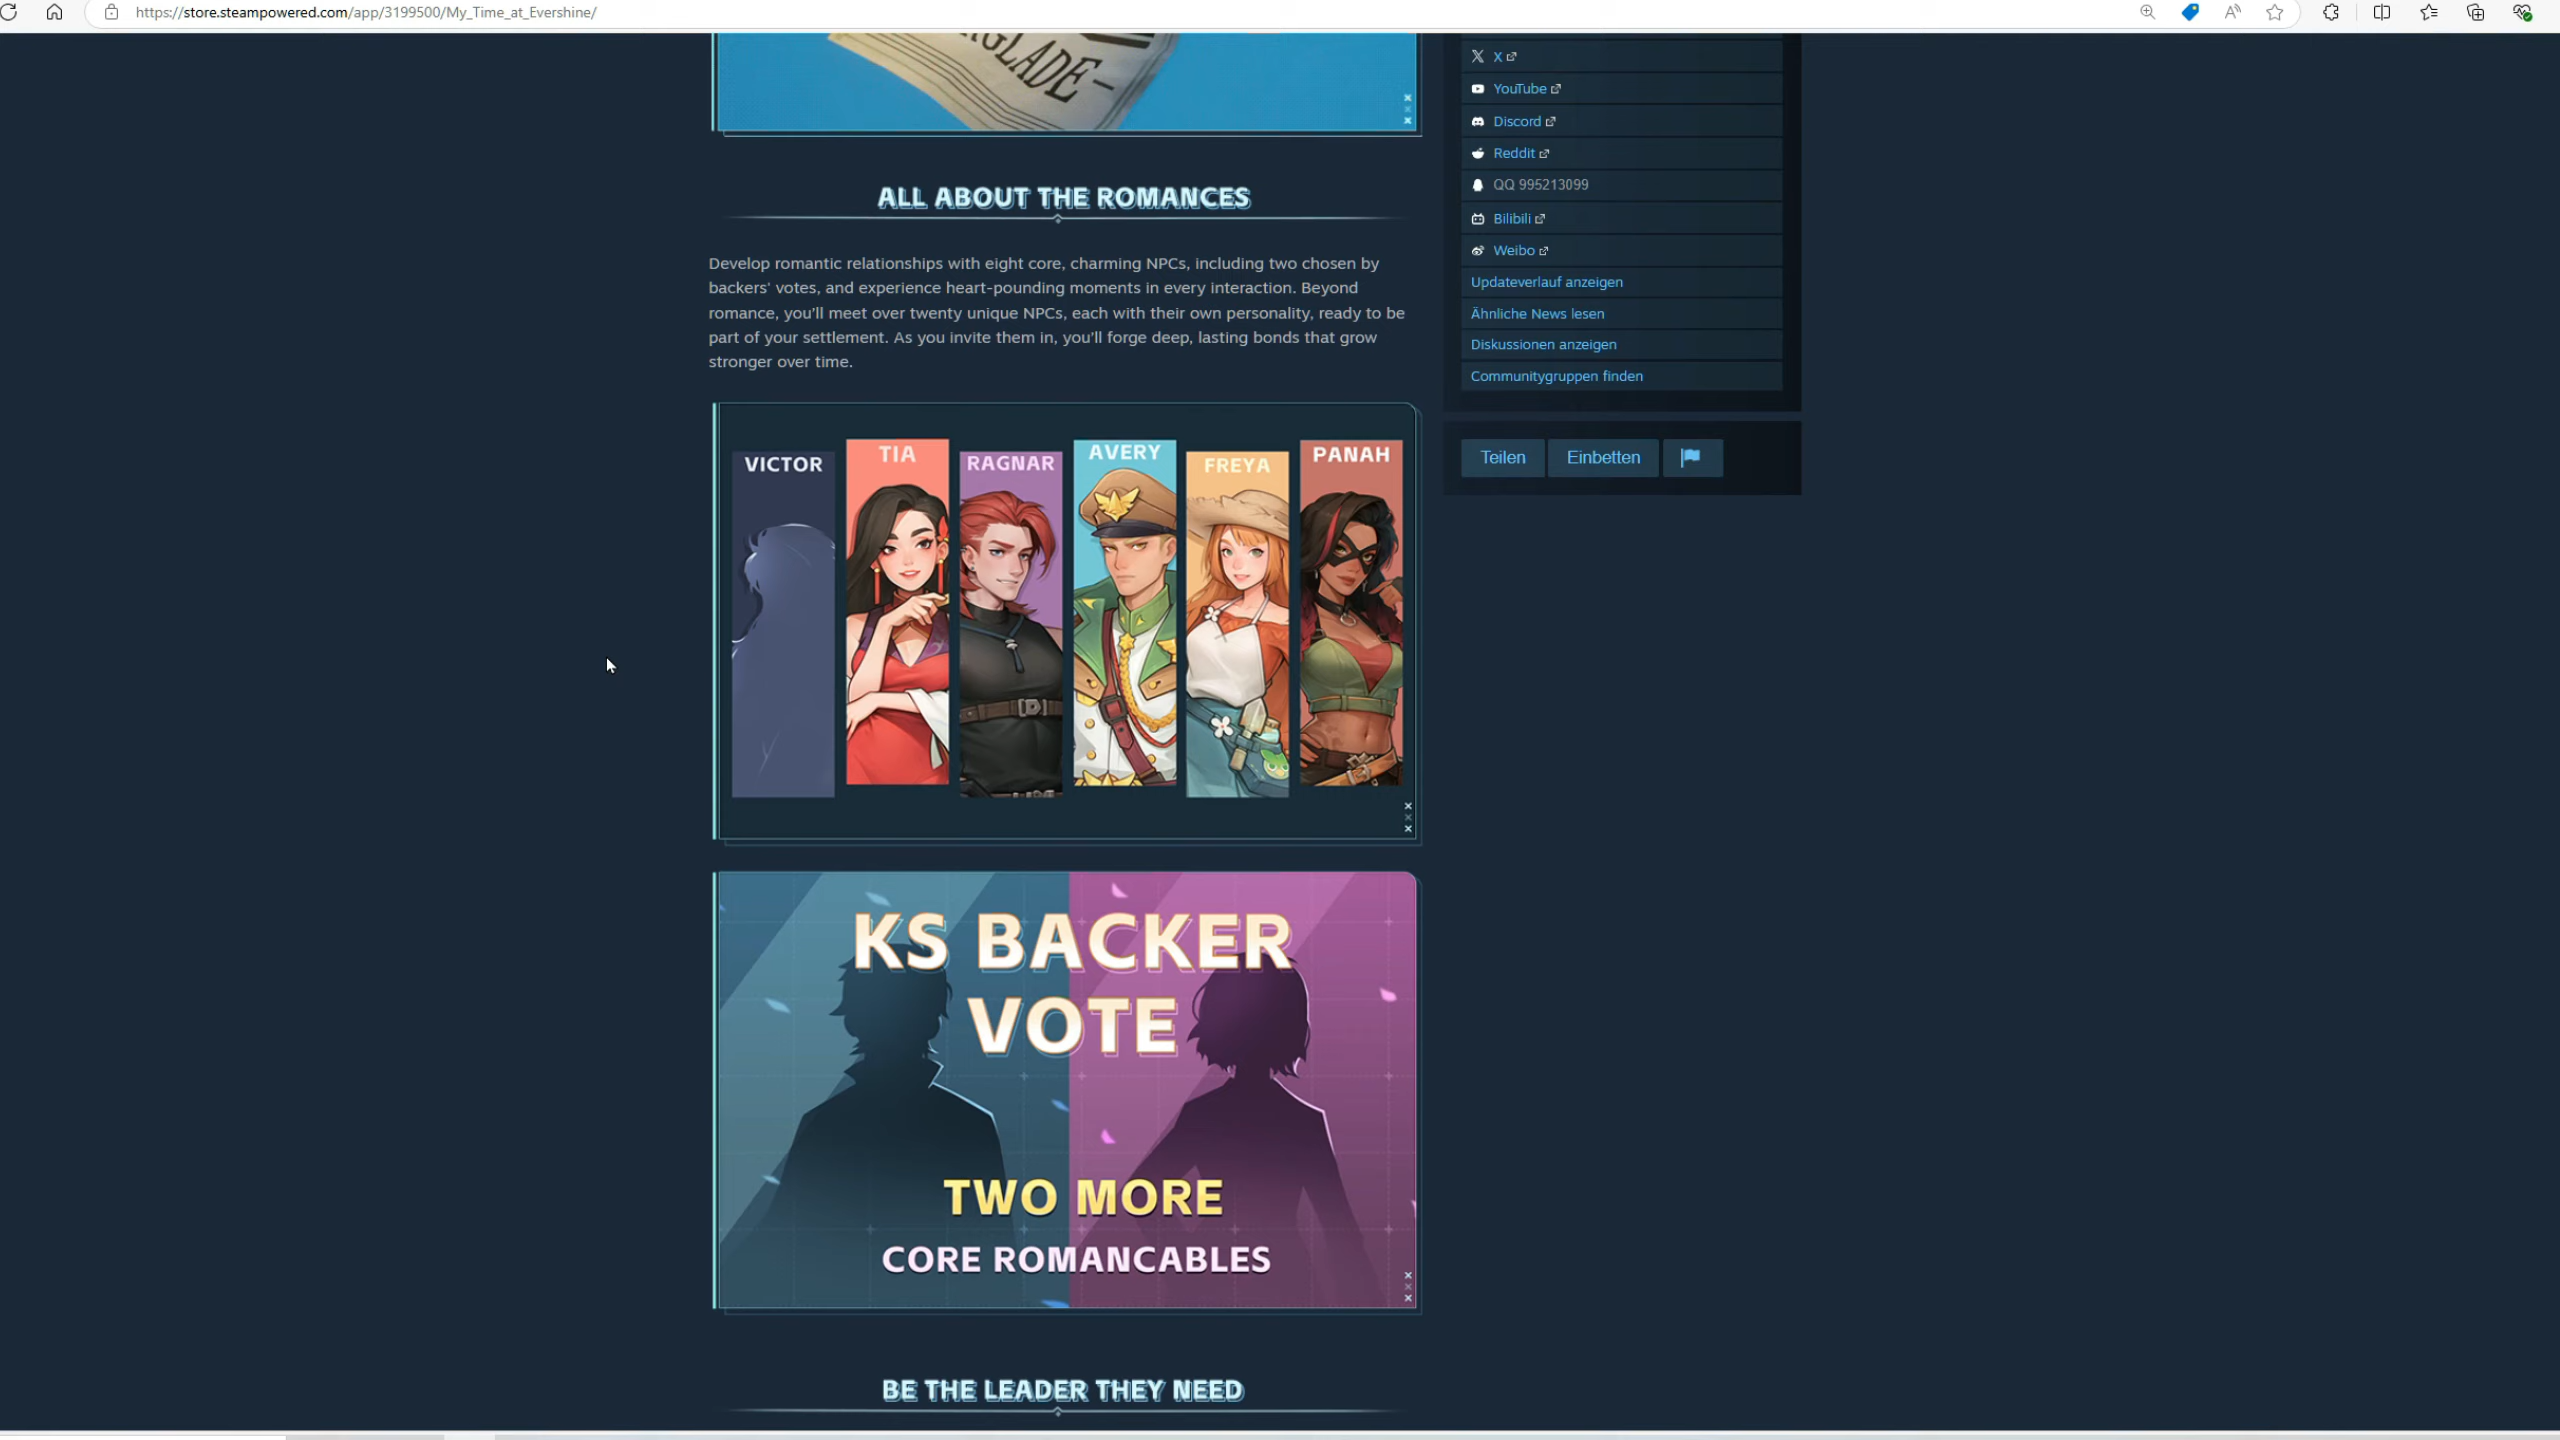 https://store.steampowered.com/app/3199500/My_Time_at_Evershine/
GLADE-
X
YouTube
Discord
Reddit
QQ 995213099
Bilibili
Weibo
Updateverlauf anzeigen
Ähnliche News lesen
Diskussionen anzeigen
Communitygruppen finden
Teilen
Einbetten
ALL ABOUT THE ROMANCES
Develop romantic relationships with eight core, charming NPCs, including two chosen by
backers' votes, and experience heart-pounding moments in every interaction. Beyond
romance, you'll meet over twenty unique NPCs, each with their own personality, ready to be
part of your settlement. As you invite them in, you'll forge deep, lasting bonds that grow
stronger over time.
VICTOR
TIA
RAGNAR
AVERY
FREYA
PANAH
KS BACKER
VOTE
TWO MORE
CORE ROMANCABLES
BE THE LEADER THEY NEED